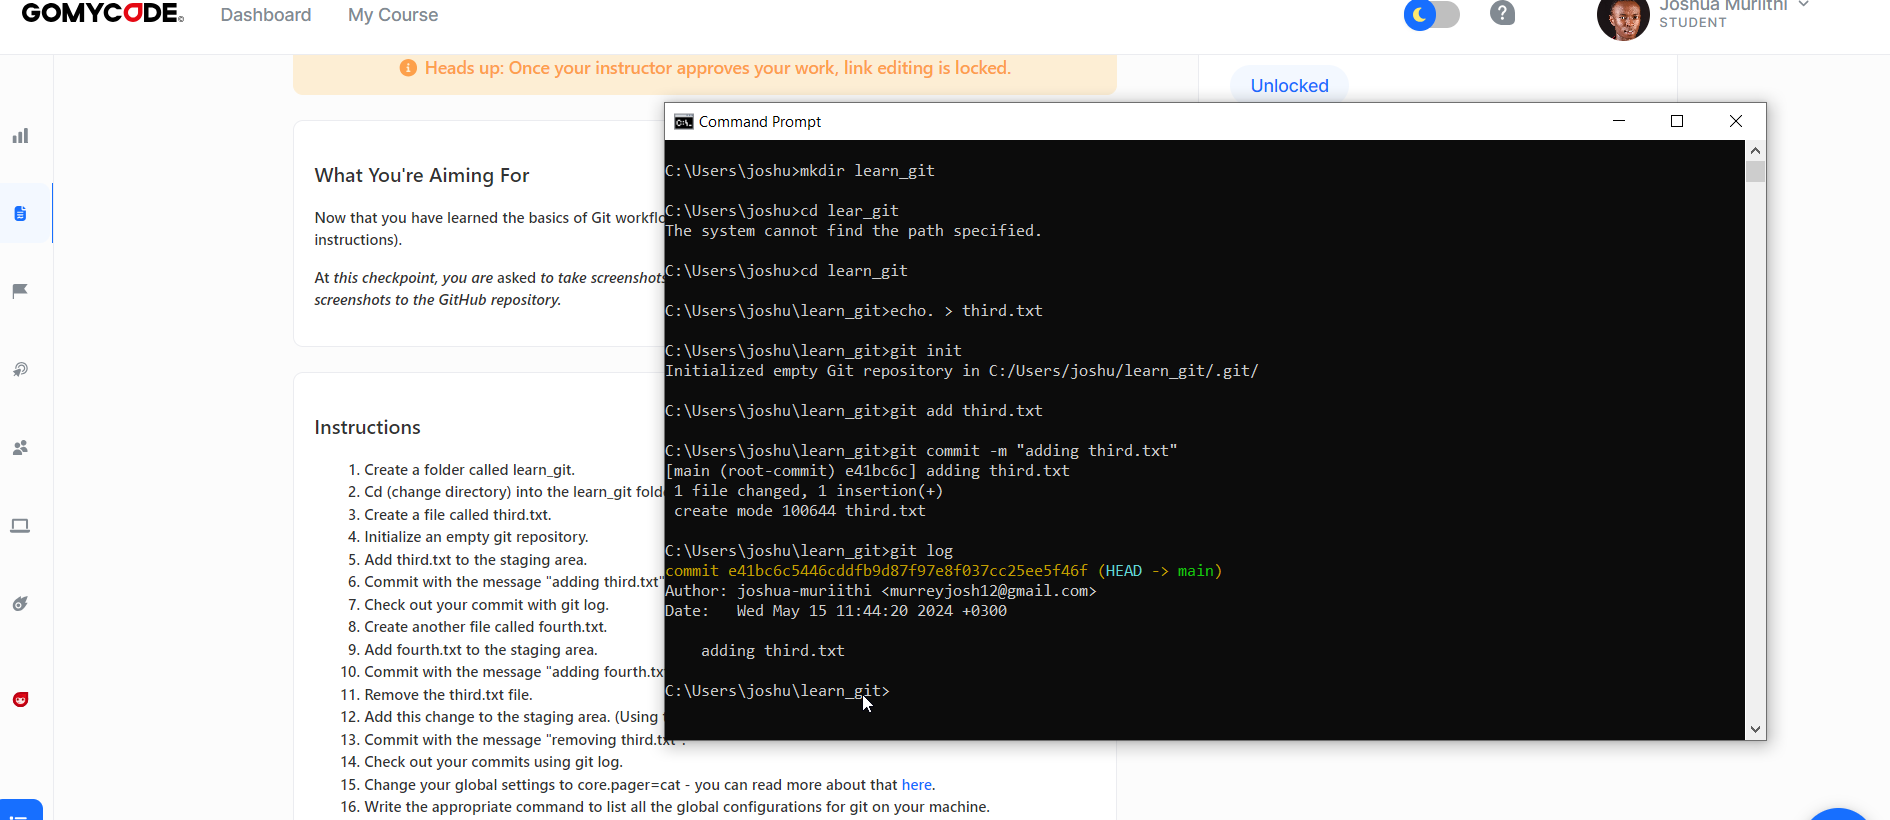 GOMYCODE
Dashboard
My Course
Joshua Muriithi
STUDENT
Heads up: Once your instructor approves your work, link editing is locked.
Unlocked
What You're Aiming For
Now that you have learned the basics of Git
instructions).
At this checkpoint, you are asked to take screenshots
screenshots to the GitHub repository.
Instructions
1. Create a folder called learn_git.
2. Cd (change directory) into the learn_git
3. Create a file called third.txt.
4. Initialize an empty git repository.
5. Add third.txt to the staging area.
6. Commit with the message "adding third.txt"
7. Check out your commit with git log.
8. Create another file called fourth.txt.
9. Add fourth.txt to the staging area.
10. Commit with the message "adding
11. Remove the third.txt file.
12. Add this change to the staging area. (Using
13. Commit with the message "removing third.txt".
14. Check out your commits using git log.
15. Change your global settings to core.pager=cat - you can read more about that here.
16. Write the appropriate command to list all the global configurations for git on your machine.
Command Prompt
C:\Users\joshu>mkdir learn_git
C:\Users\joshu>cd lear_git
The system cannot find the path specified.
C:\Users\joshu>cd learn_git
C:\Users\joshu\learn_git>echo. > third.txt
C:\Users\joshu\learn_git>git init
Initialized empty Git repository in C:/Users/joshu/learn_git/.git/
C:\Users\joshu\learn_git>git add third.txt
C:\Users\joshu\learn_git>git commit -m "adding third.txt"
[main (root-commit) e41bc6c] adding third.txt
1 file changed, 1 insertion(+)
create mode 100644 third.txt
C:\Users\joshu\learn_git>git log
commit e41bc6c5446cddfb9d87f97e8f037cc25ee5f46f (HEAD -> main)
Author: joshua-muriithi <murreyjosh12@gmail.com>
Date:   Wed May 15 11:44:20 2024 +0300
adding third.txt
C:\Users\joshu\learn_git>